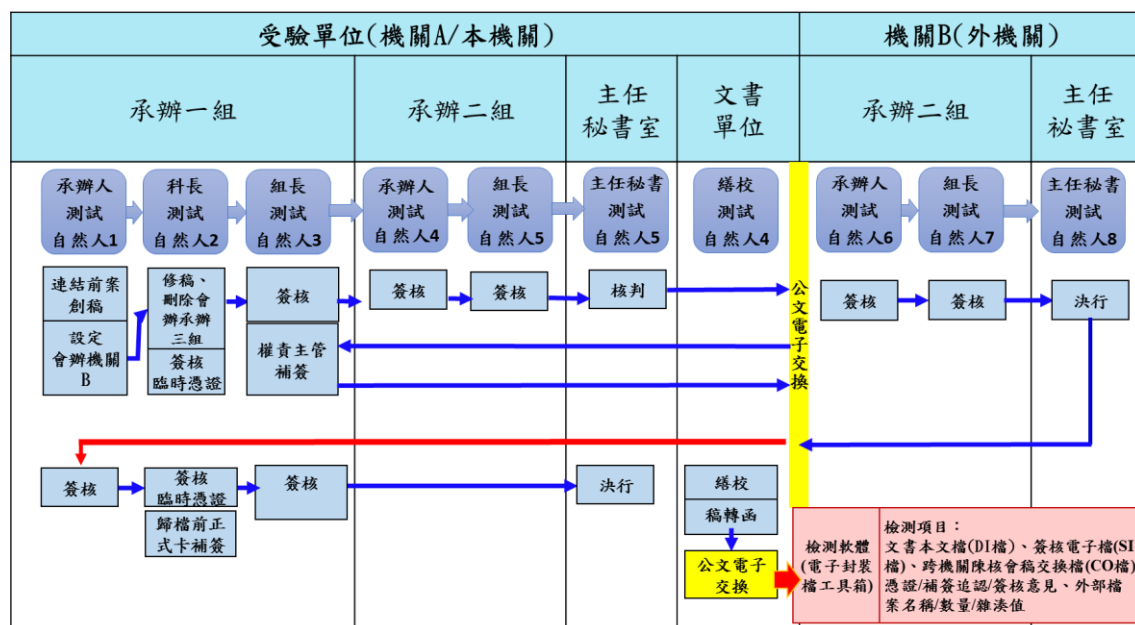 受驗單位(機關A/本機關)
機關B(外機關)
承辦一組
承辦二組
主任
秘書室
文書
單位
承辦二組
主任
秘書室
承辦人
測試
自然人1
科長
測試
自然人2
組長
測試
自然人3
承辦人
測試
自然人4
組長
測試
自然人5
主任秘書
測試
自然人5
繕校
測試
自然人4
承辦人
測試
自然人6
組長
測試
自然人7
主任秘書
測試
自然人8
連結前案
創稿
設定
會辦機關
B
修稿、
刪除會
辦承辦
三組
簽核
臨時憑證
簽核
權責主管
補簽
簽核
簽核
核判
公文電子交換
簽核
簽核
決行
簽核
簽核
臨時憑證
歸檔前正
式卡補簽
簽核
決行
繕校
稿轉函
公文電子
交換
檢測軟體
(電子封裝
檔工具箱)
檢測項目：
文書本文檔(DI檔)、簽核電子檔(SI
檔)、跨機關陳核會稿交換檔(CO檔)
憑證/補簽追認/簽核意見、外部檔
案名稱/數量/雜湊值